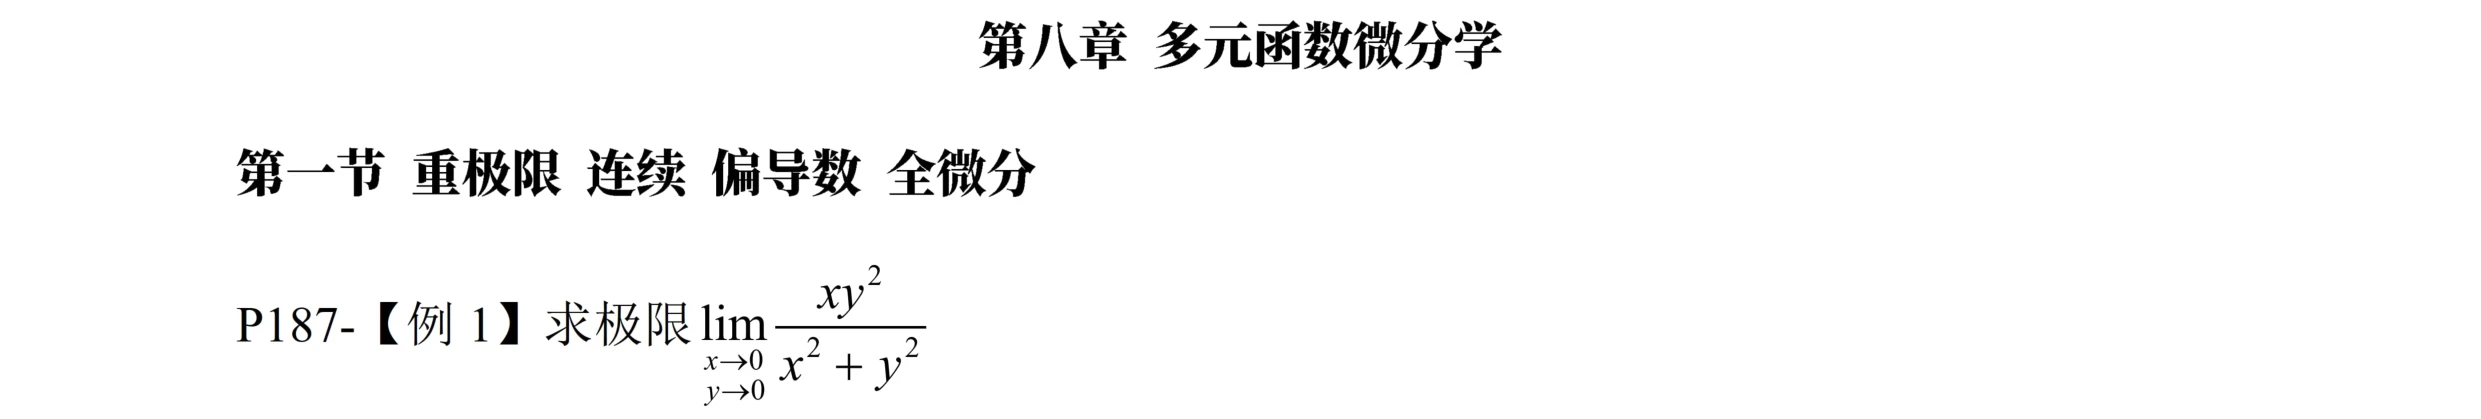 第八章 多元函数微分学
第一节 重极限 连续 偏导数 全微分
P187-【例 1】求极限 $\lim_{\substack{x \to 0 \\ y \to 0}} \frac{xy^2}{x^2 + y^2}$